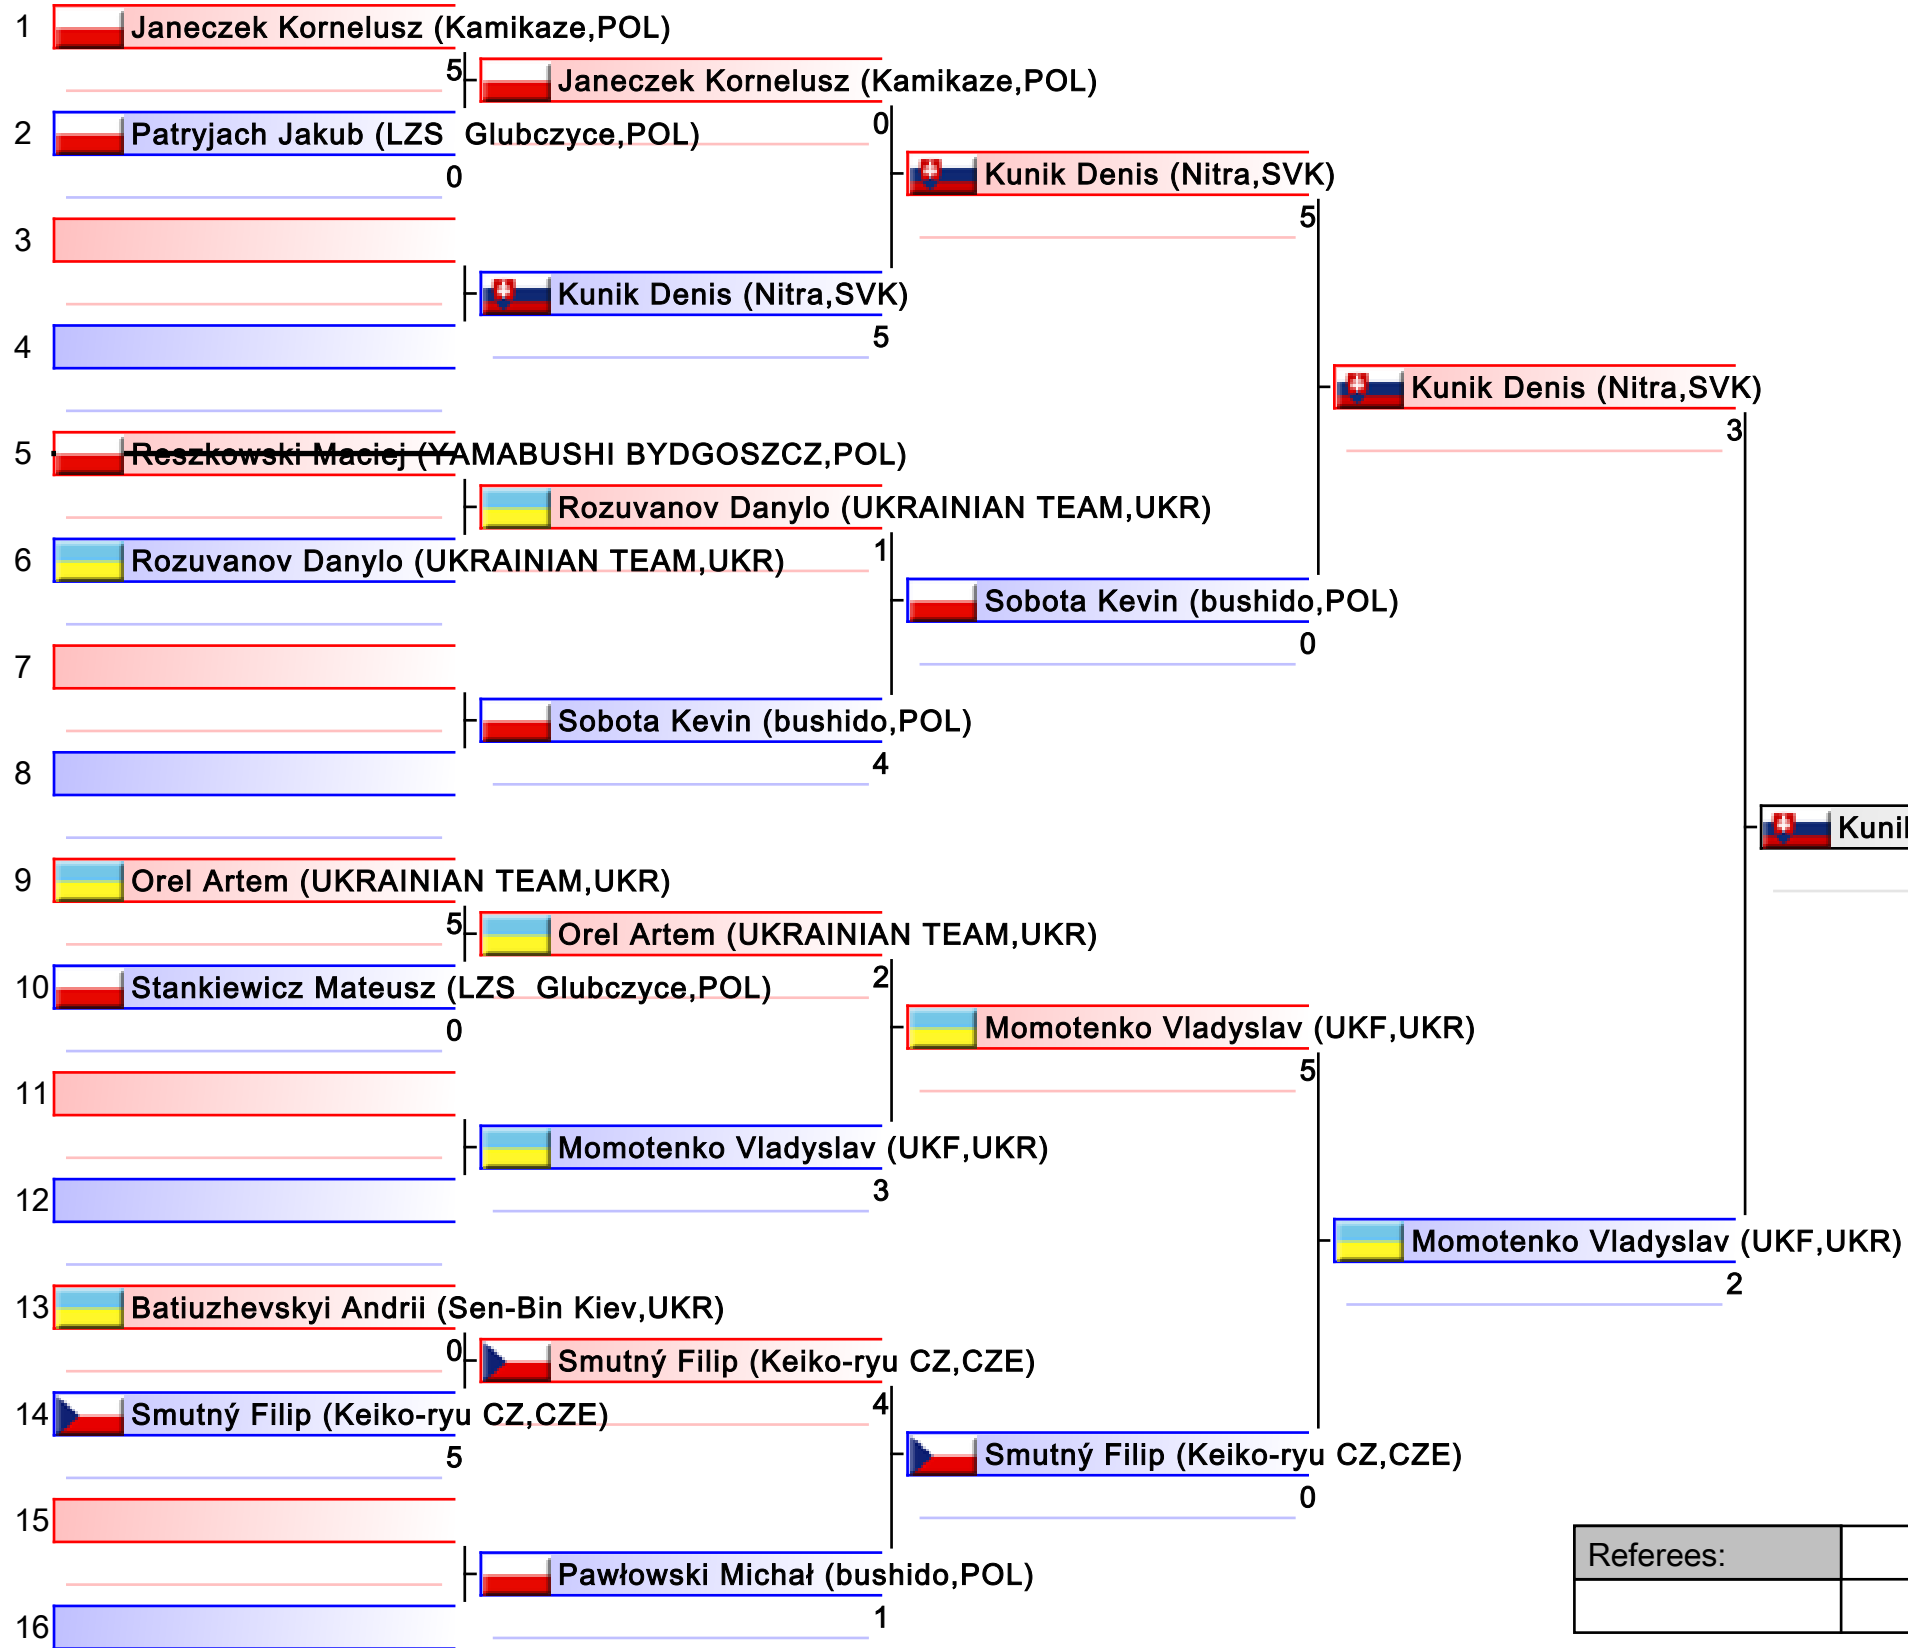 1 Janeczek Kornelusz (Kamikaze,POL)
5 Janeczek Kornelusz (Kamikaze,POL)
0
2 Patryjach Jakub (LZS  Glubczyce,POL)
0
Kunik Denis (Nitra,SVK)
5
3
Kunik Denis (Nitra,SVK)
5
4
Kunik Denis (Nitra,SVK)
3
5 Reszkowski Maciej (YAMABUSHI BYDGOSZCZ,POL)
Rozuvanov Danylo (UKRAINIAN TEAM,UKR)
1
6 Rozuvanov Danylo (UKRAINIAN TEAM,UKR)
Sobota Kevin (bushido,POL)
0
7
Sobota Kevin (bushido,POL)
4
8
Kunik
9 Orel Artem (UKRAINIAN TEAM,UKR)
5 Orel Artem (UKRAINIAN TEAM,UKR)
2
10 Stankiewicz Mateusz (LZS  Glubczyce,POL)
0
Momotenko Vladyslav (UKF,UKR)
5
11
Momotenko Vladyslav (UKF,UKR)
3
12
Momotenko Vladyslav (UKF,UKR)
2
13 Batiuzhevskyi Andrii (Sen-Bin Kiev,UKR)
0 Smutný Filip (Keiko-ryu CZ,CZE)
4
14 Smutný Filip (Keiko-ryu CZ,CZE)
5
Smutný Filip (Keiko-ryu CZ,CZE)
0
15
Pawłowski Michał (bushido,POL)
1
16
Referees: